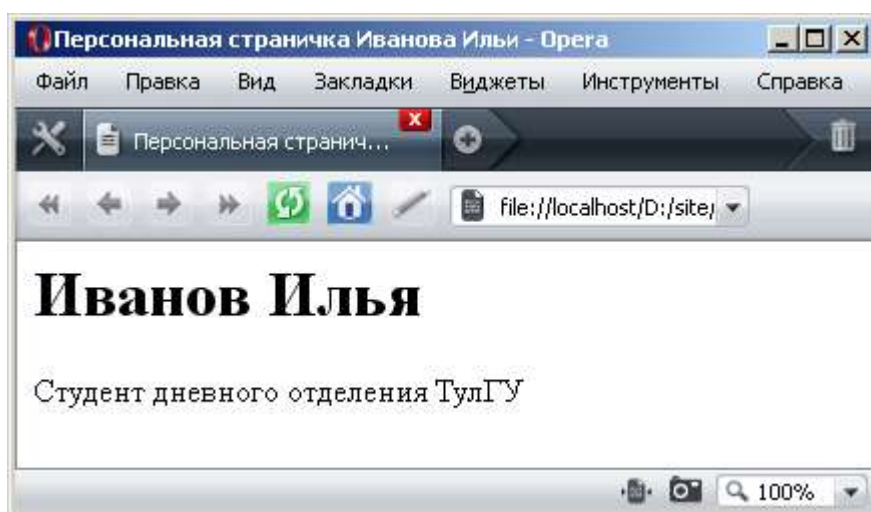 Персональная страничка Иванова Ильи - Opera
Файл Правка Вид Закладки Виджеты Инструменты Справка
Персональная странич...
file://localhost/D:/site/
Иванов Илья
Студент дневного отделения ТулГУ
100%